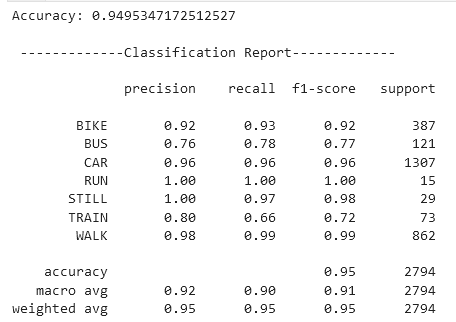 Accuracy: 0.9495347172512527
-------------Classification Report-------------
precision recall f1-score support
BIKE 0.92 0.93 0.92 387
BUS 0.76 0.78 0.77 121
CAR 0.96 0.96 0.96 1307
RUN 1.00 1.00 1.00 15
STILL 1.00 0.97 0.98 29
TRAIN 0.80 0.66 0.72 73
WALK 0.98 0.99 0.99 862
accuracy 0.95 2794
macro avg 0.92 0.90 0.91 2794
weighted avg 0.95 0.95 0.95 2794